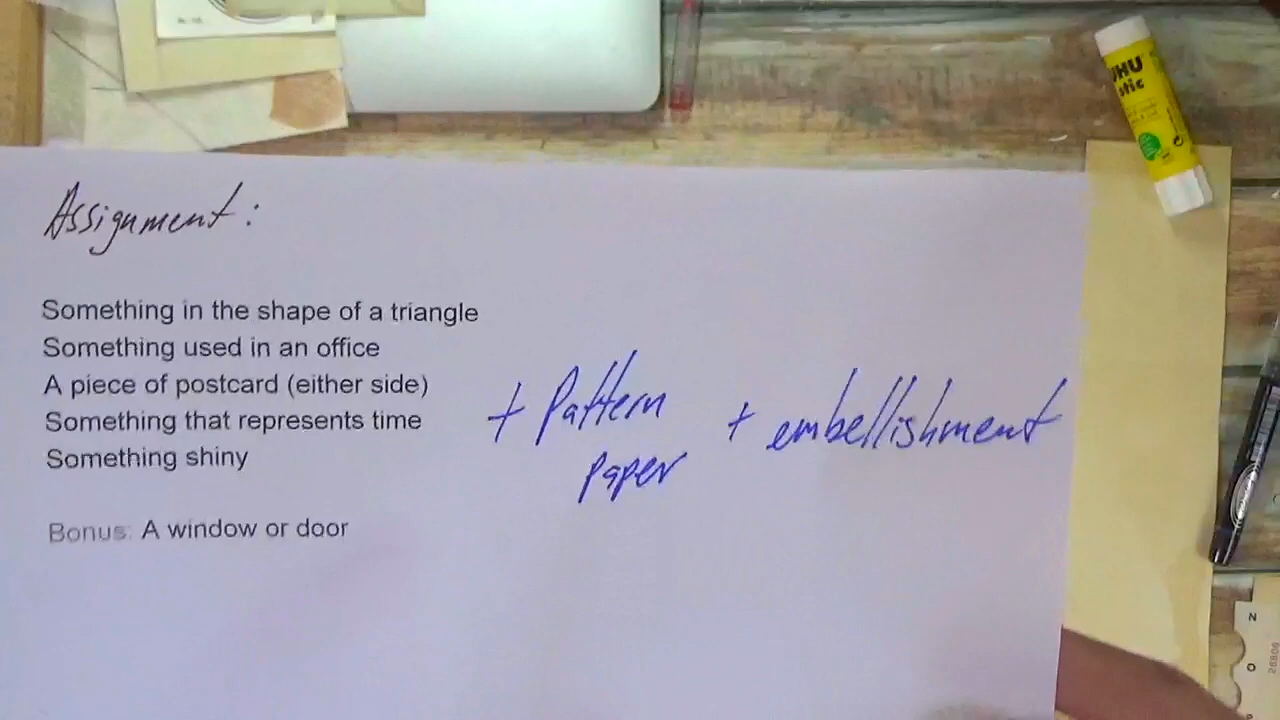 Assignment:
Something in the shape of a triangle
Something used in an office
A piece of postcard (either side)
Something that represents time
Something shiny
Bonus: A window or door
+ Pattern
paper
+ embellishment
UHU
stic
N
O
26806